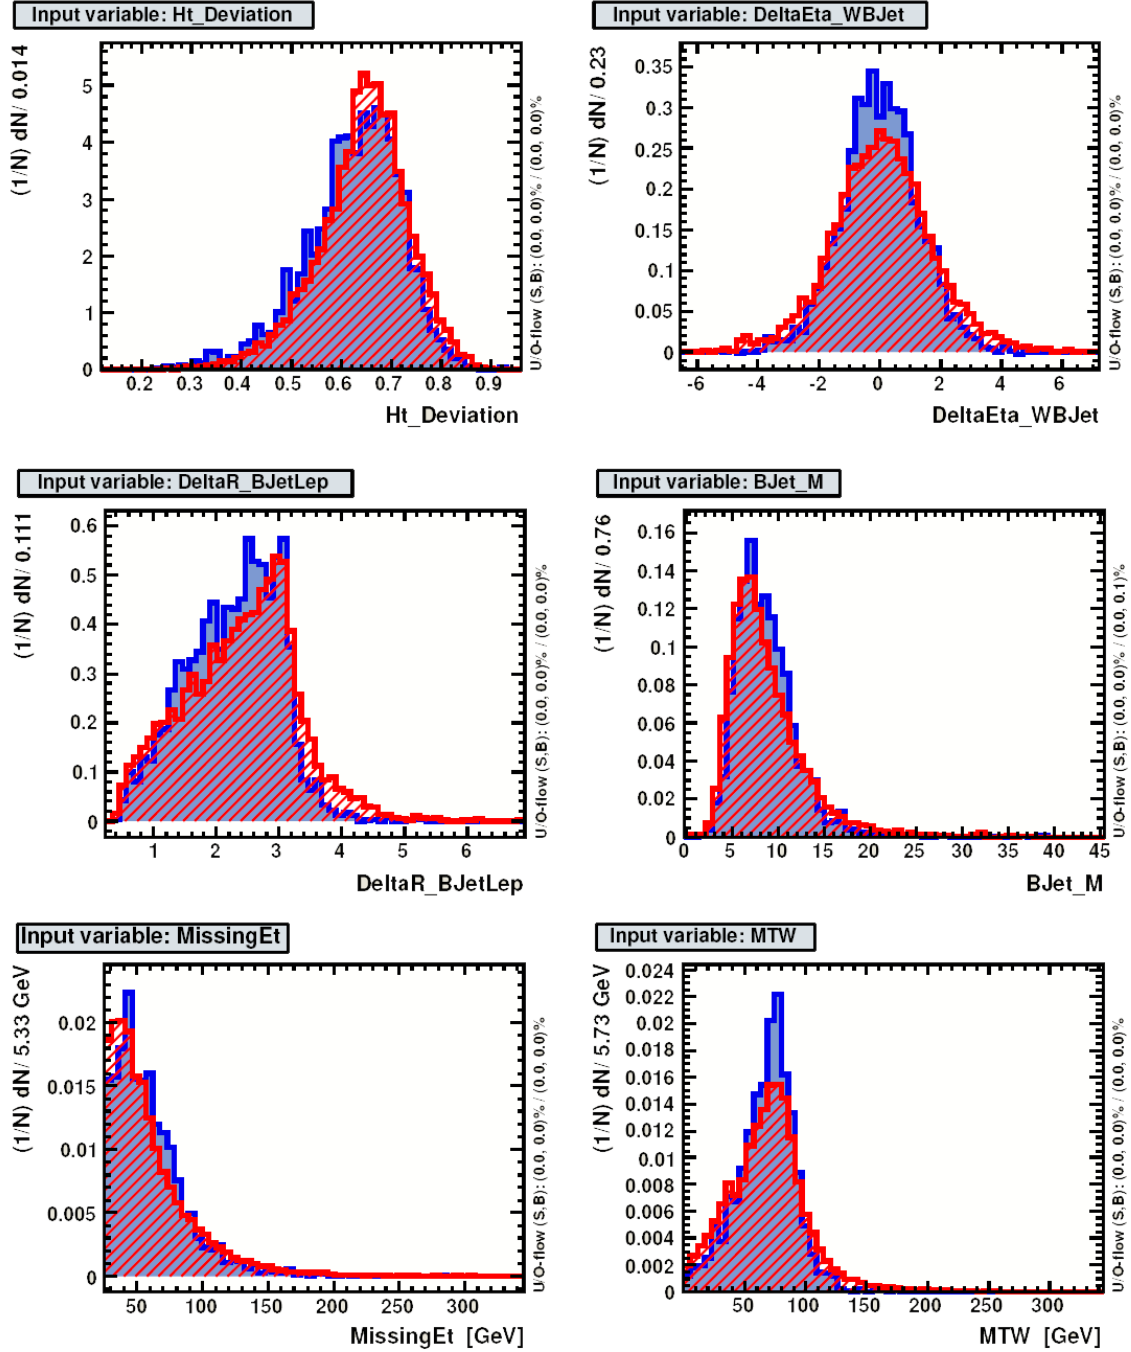 Input variable: Ht_Deviation
(1/N) dN/ 0.014
5
4
3
2
1
0
0.2 0.3 0.4 0.5 0.6 0.7 0.8 0.9
Ht_Deviation
U/O-flow (S,B): (0.0, 0.0)% / (0.0, 0.0)%
Input variable: DeltaEta_WBJet
(1/N) dN/ 0.23
0.35
0.3
0.25
0.2
0.15
0.1
0.05
0
-6 -4 -2 0 2 4 6
DeltaEta_WBJet
U/O-flow (S,B): (0.0, 0.0)% / (0.0, 0.0)%
Input variable: DeltaR_BJetLep
(1/N) dN/ 0.111
0.6
0.5
0.4
0.3
0.2
0.1
0
1 2 3 4 5 6
DeltaR_BJetLep
U/O-flow (S,B): (0.0, 0.0)% / (0.0, 0.0)%
Input variable: BJet_M
(1/N) dN/ 0.76
0.16
0.14
0.12
0.1
0.08
0.06
0.04
0.02
0
0 5 10 15 20 25 30 35 40 45
BJet_M
U/O-flow (S,B): (0.0, 0.0)% / (0.0, 0.1)%
Input variable: MissingEt
(1/N) dN/ 5.33 GeV
0.02
0.015
0.01
0.005
0
50 100 150 200 250 300
MissingEt [GeV]
U/O-flow (S,B): (0.0, 0.0)% / (0.0, 0.0)%
Input variable: MTW
(1/N) dN/ 5.73 GeV
0.024
0.022
0.02
0.018
0.016
0.014
0.012
0.01
0.008
0.006
0.004
0.002
0
50 100 150 200 250 300
MTW [GeV]
U/O-flow (S,B): (0.0, 0.0)% / (0.0, 0.0)%